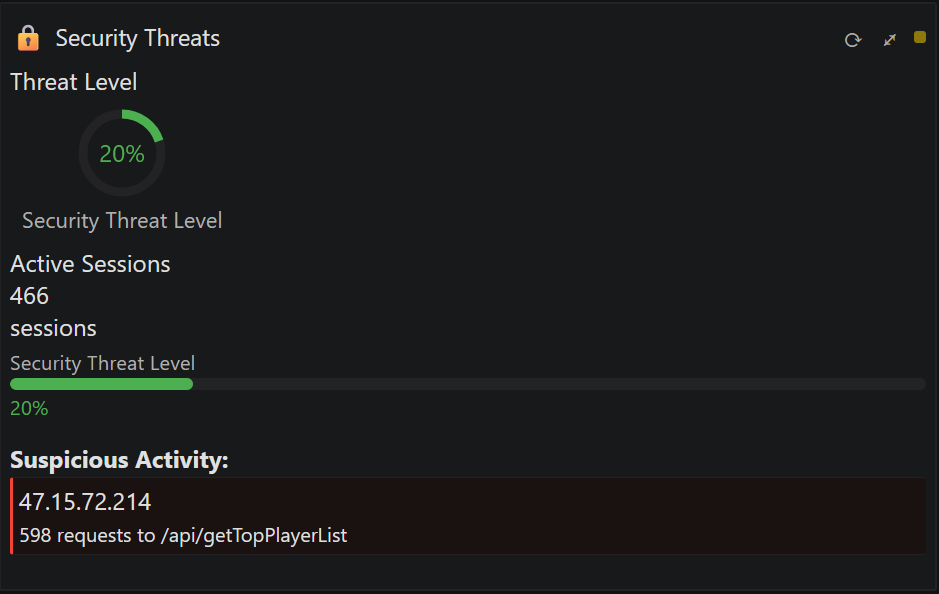 Security Threats
Threat Level
20%
Security Threat Level
Active Sessions
466
sessions
Security Threat Level
20%
Suspicious Activity:
47.15.72.214
598 requests to /api/getTopPlayerList